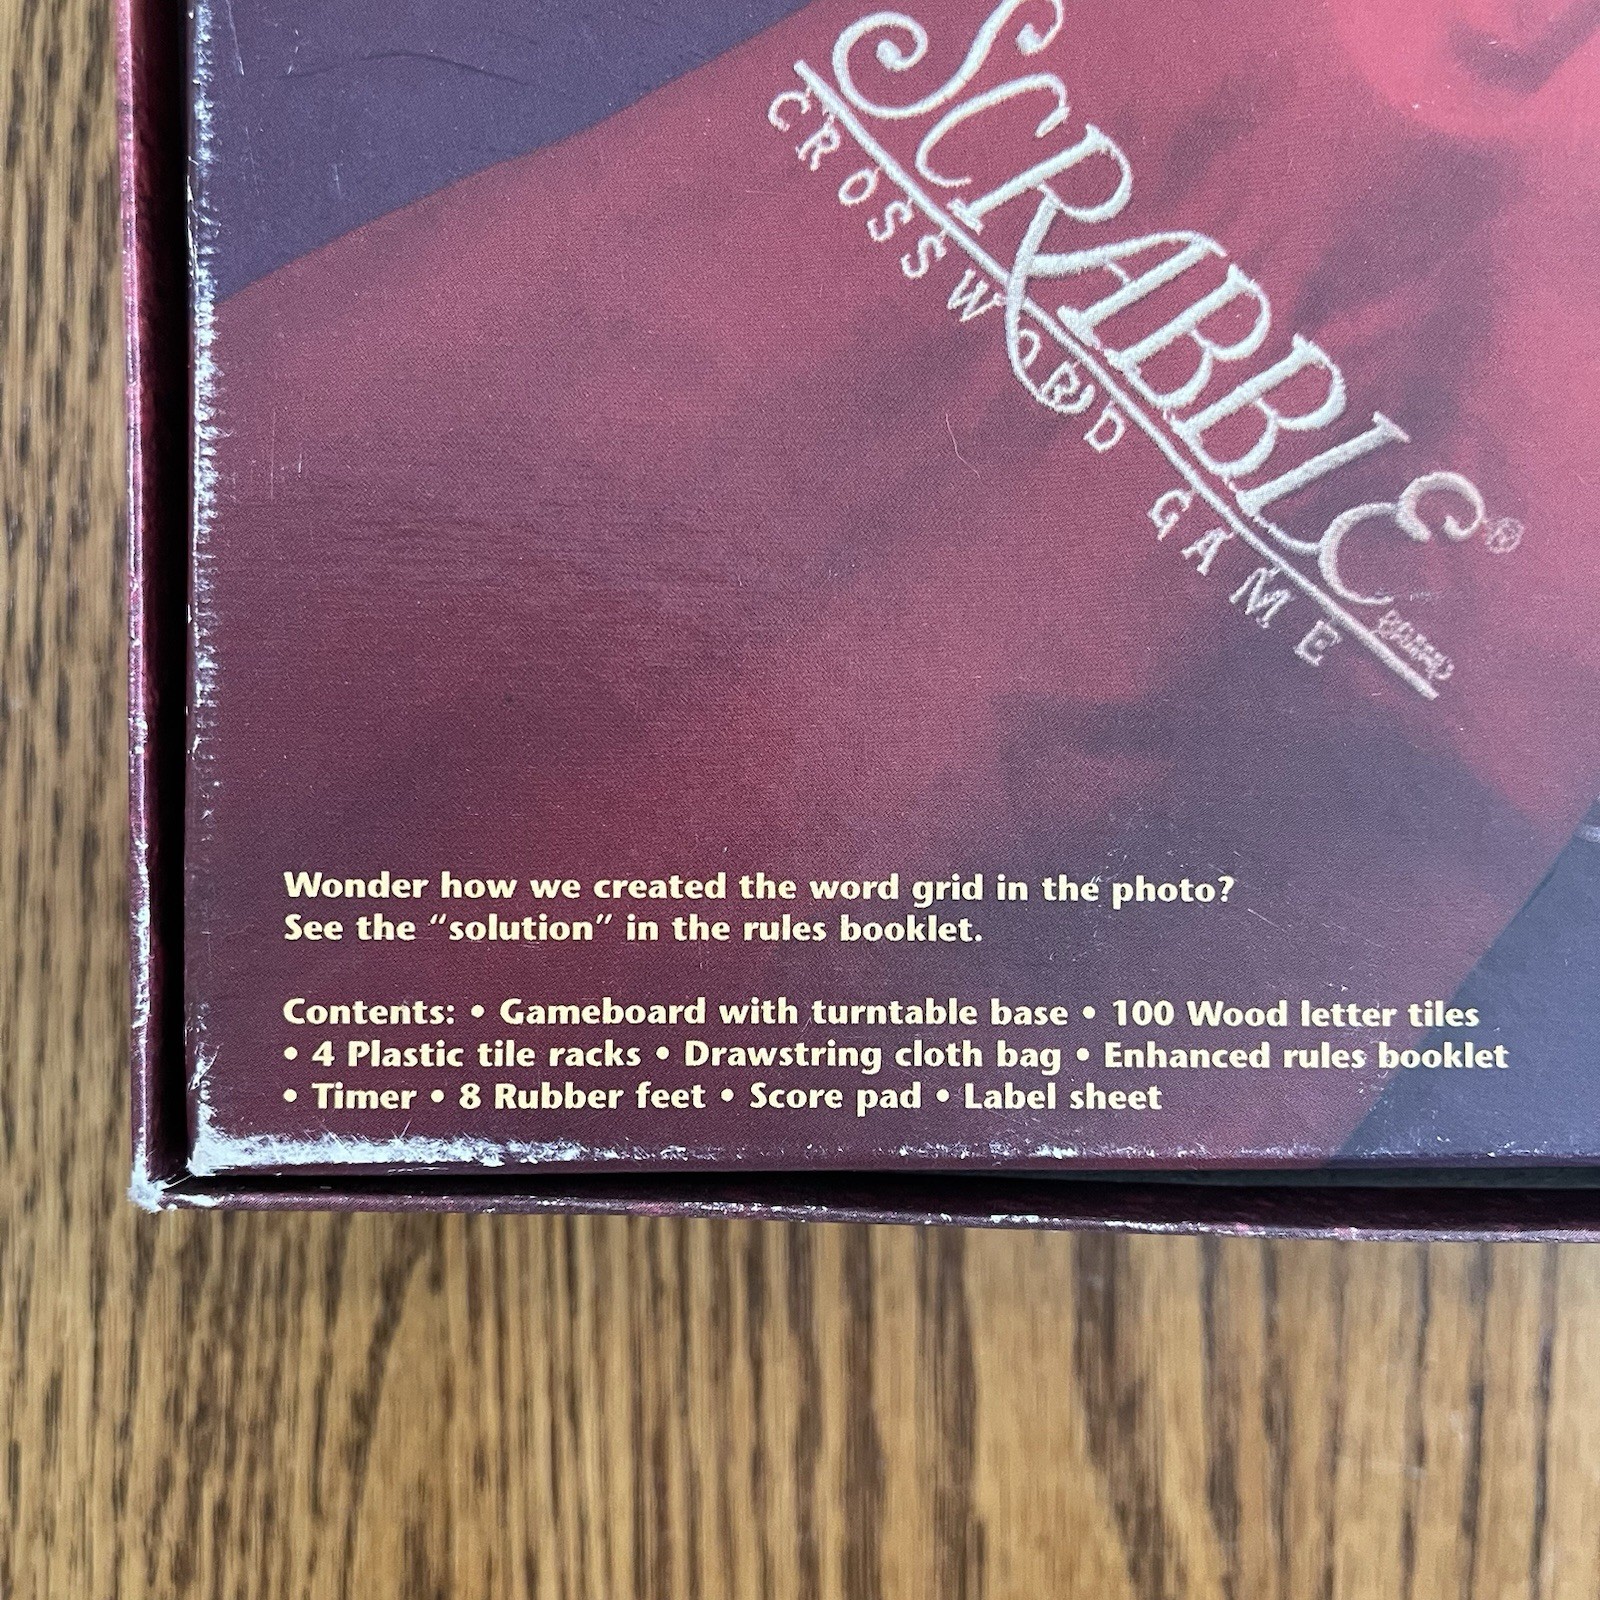 SCRABBLE®
BRAND
CROSSWORD GAME
Wonder how we created the word grid in the photo?
See the “solution” in the rules booklet.
Contents: • Gameboard with turntable base • 100 Wood letter tiles
• 4 Plastic tile racks • Drawstring cloth bag • Enhanced rules booklet
• Timer • 8 Rubber feet • Score pad • Label sheet